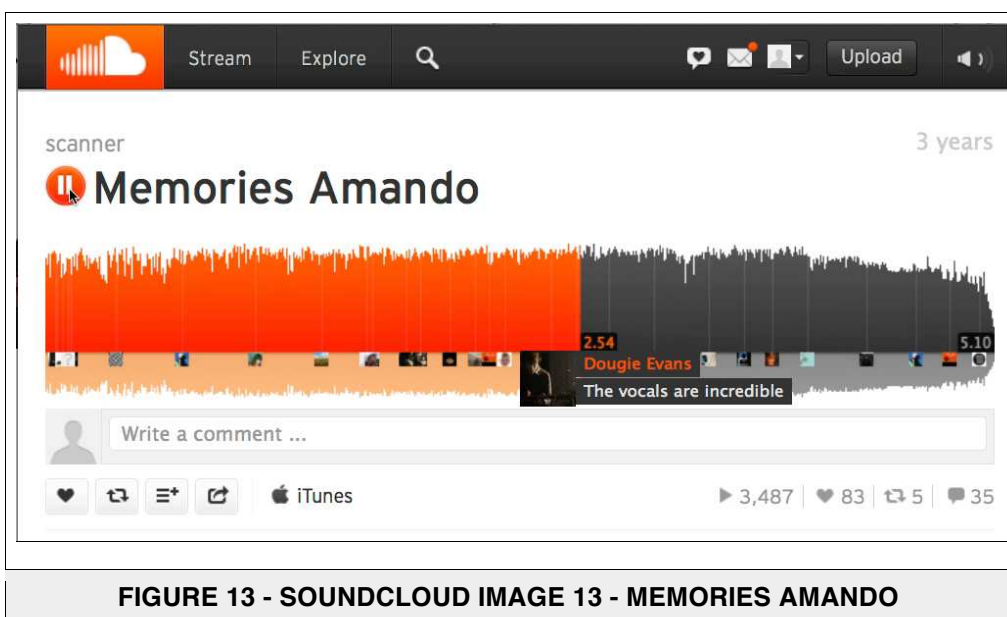 Stream Explore Upload
scanner 3 years
Memories Amando
2.54 5.10
Dougie Evans
The vocals are incredible
Write a comment ...
iTunes 3,487 83 5 35
FIGURE 13 - SOUNDCLOUD IMAGE 13 - MEMORIES AMANDO